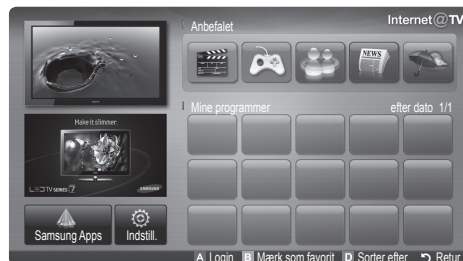 Internet@TV
Anbefalet
NEWS
Mine programmer efter dato 1/1
Make it slimmer.
LED TV SERIES 7 SAMSUNG
Samsung Apps Indstill.
A Login B Mærk som favorit D Sorter efter Retur